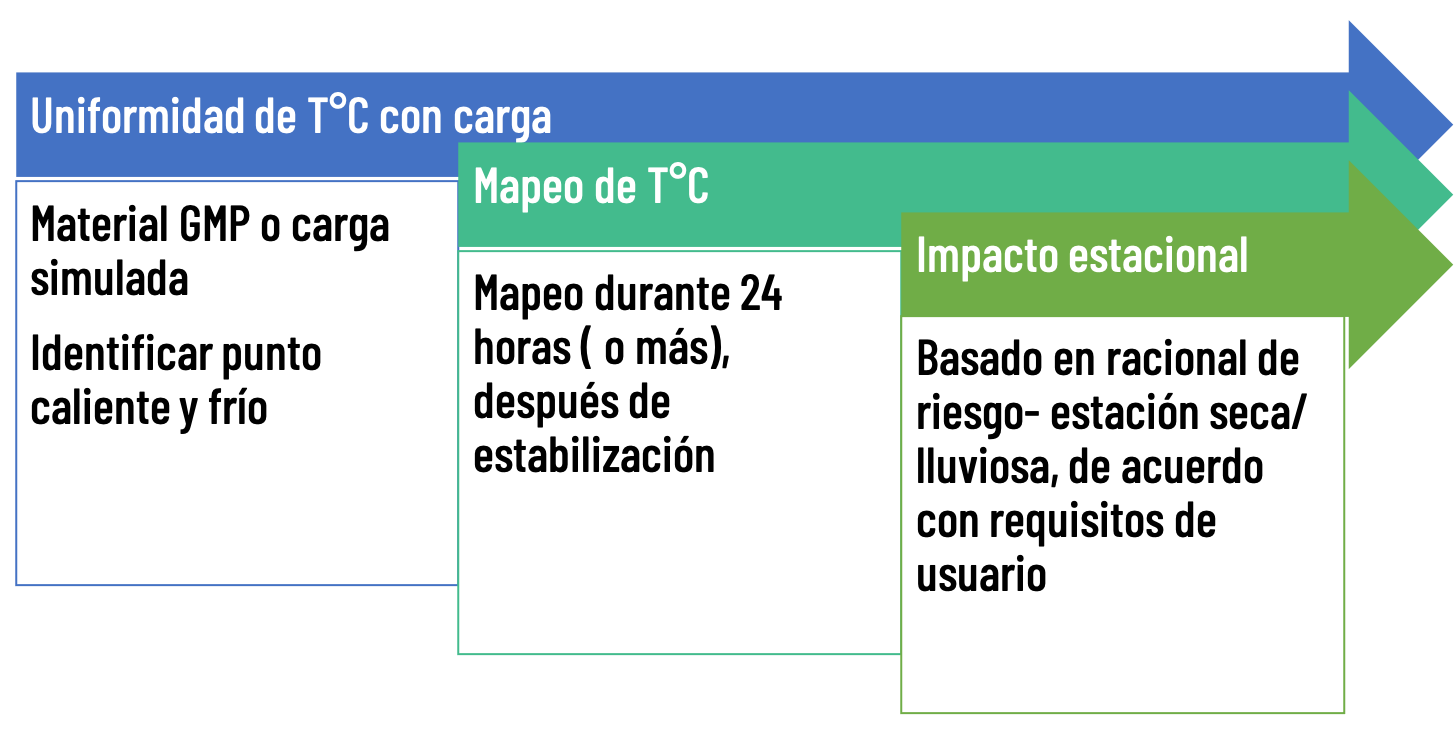 Uniformidad de T°C con carga
Material GMP o carga
simulada
Identificar punto
caliente y frío
Mapeo de T°C
Mapeo durante 24
horas ( o más),
después de
estabilización
Impacto estacional
Basado en racional de
riesgo- estación seca/
lluviosa, de acuerdo
con requisitos de
usuario